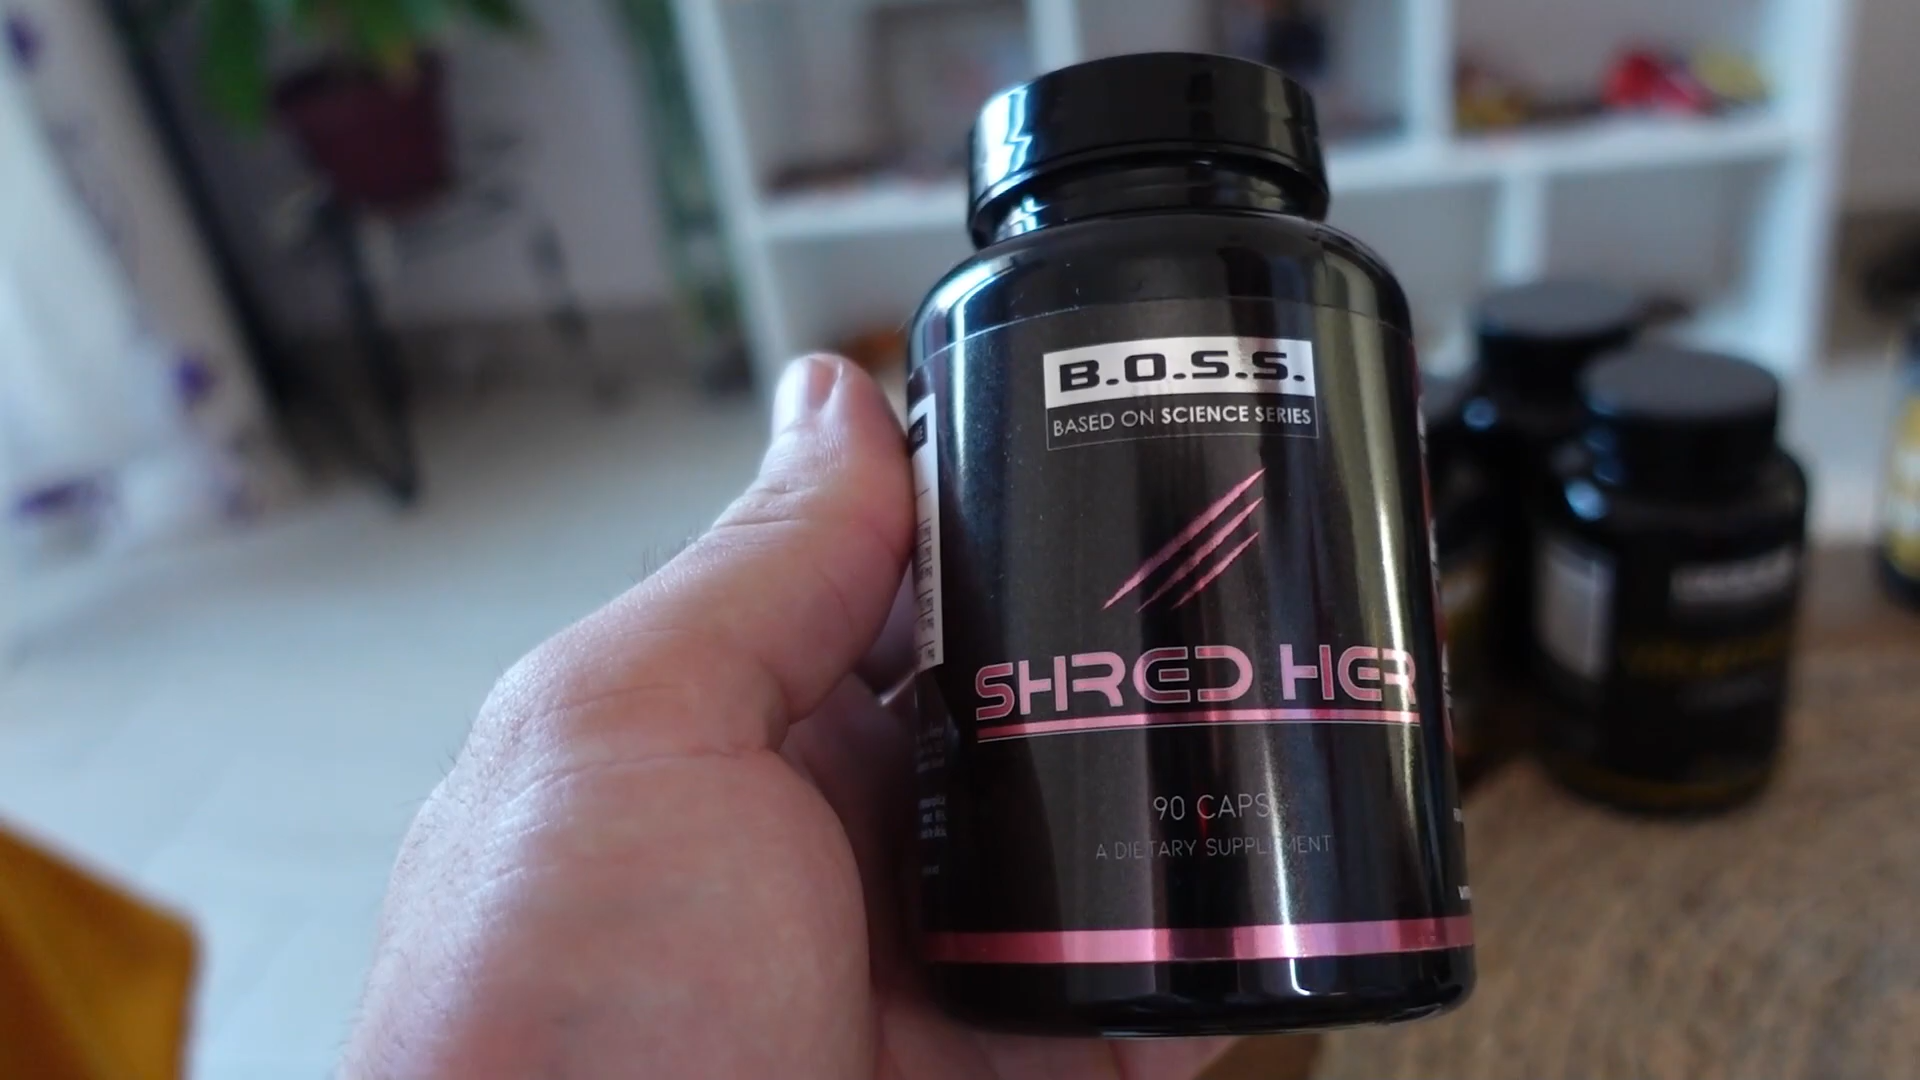 B.O.S.S.
BASED ON SCIENCE SERIES
SHRED HER
90 CAPS
A DIETARY SUPPLEMENT